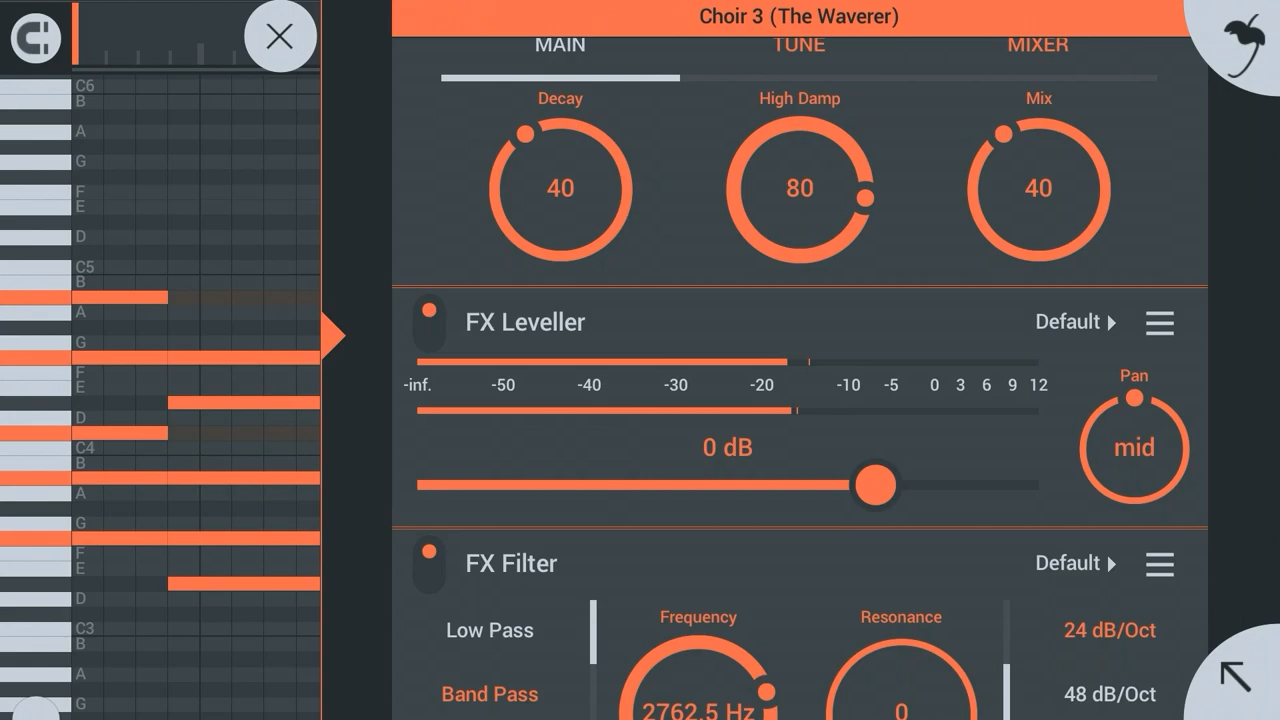 Choir 3 (The Waverer)
MAIN TUNE MIXER
Decay High Damp Mix
40 80 40
FX Leveller Default
-inf. -50 -40 -30 -20 -10 -5 0 3 6 9 12
Pan
0 dB
mid
FX Filter Default
Frequency Resonance
Low Pass 24 dB/Oct
Band Pass 2762.5 Hz 0 48 dB/Oct
C6
B
A
G
F
E
D
C5
B
A
G
F
E
D
C4
B
A
G
F
E
D
C3
B
A
G